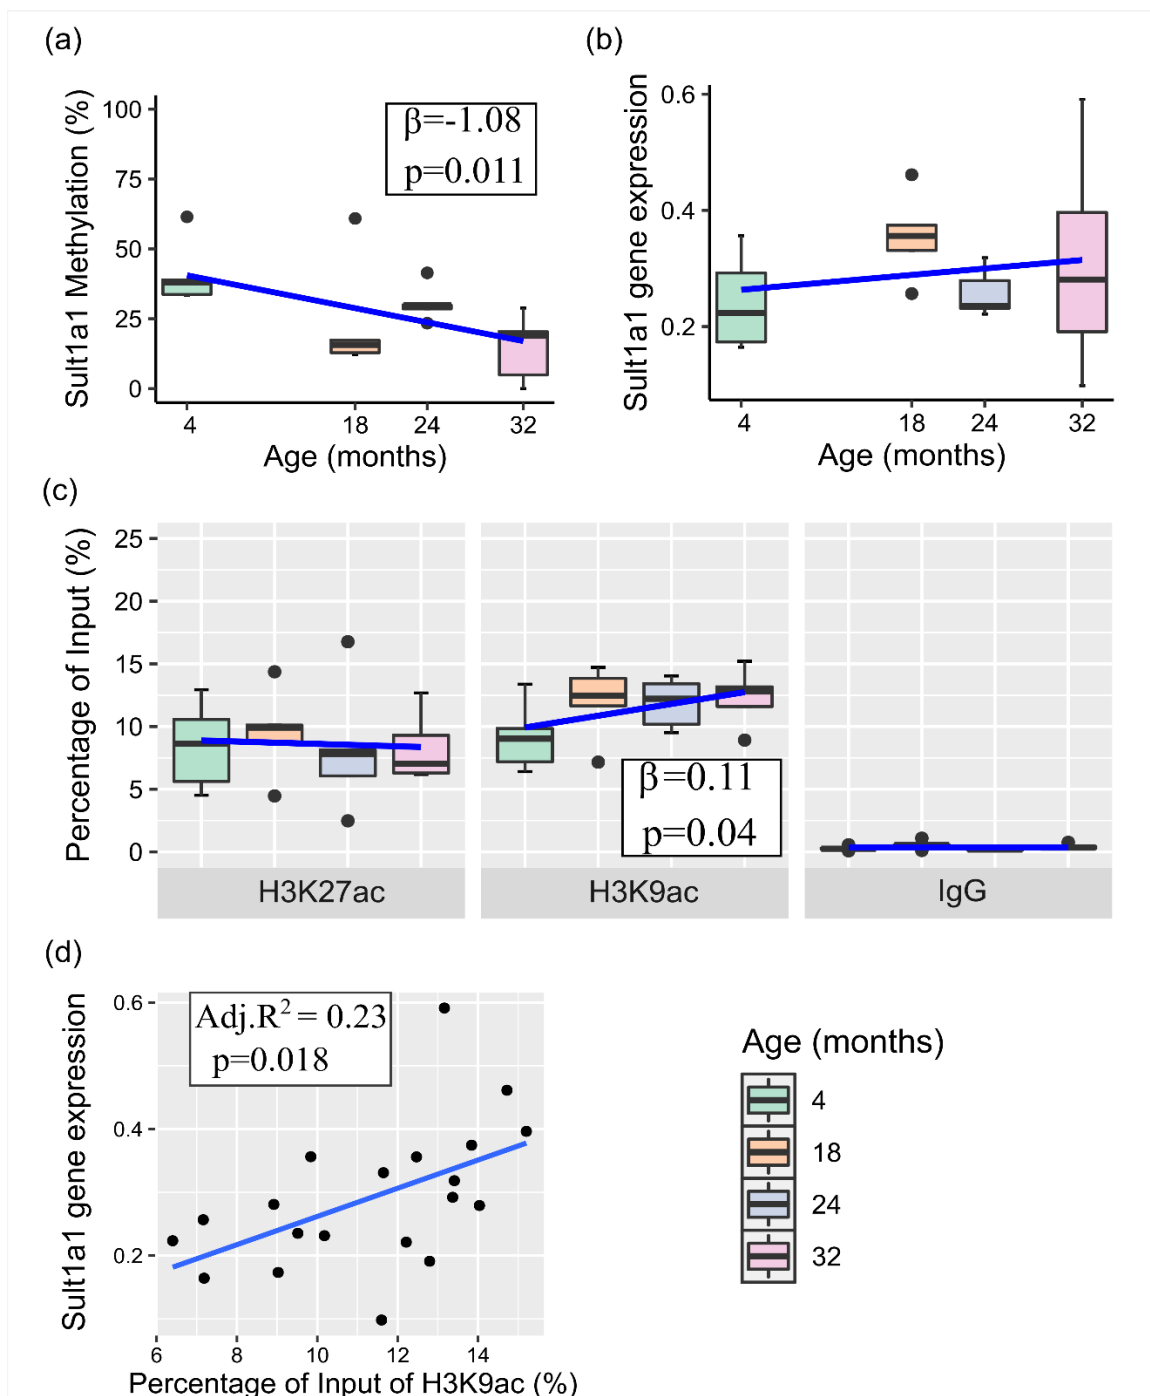 (a)
(b)
Sult1a1 Methylation (%)
100
75
50
25
0
β=-1.08
p=0.011
4
18
24
32
Age (months)
Sult1a1 gene expression
0.6
0.4
0.2
4
18
24
32
Age (months)
(c)
Percentage of Input (%)
25
20
15
10
5
0
β=0.11
p=0.04
H3K27ac
H3K9ac
IgG
(d)
Sult1a1 gene expression
0.6
0.4
0.2
Adj.R² = 0.23
p=0.018
6
8
10
12
14
Percentage of Input of H3K9ac (%)
Age (months)
4
18
24
32